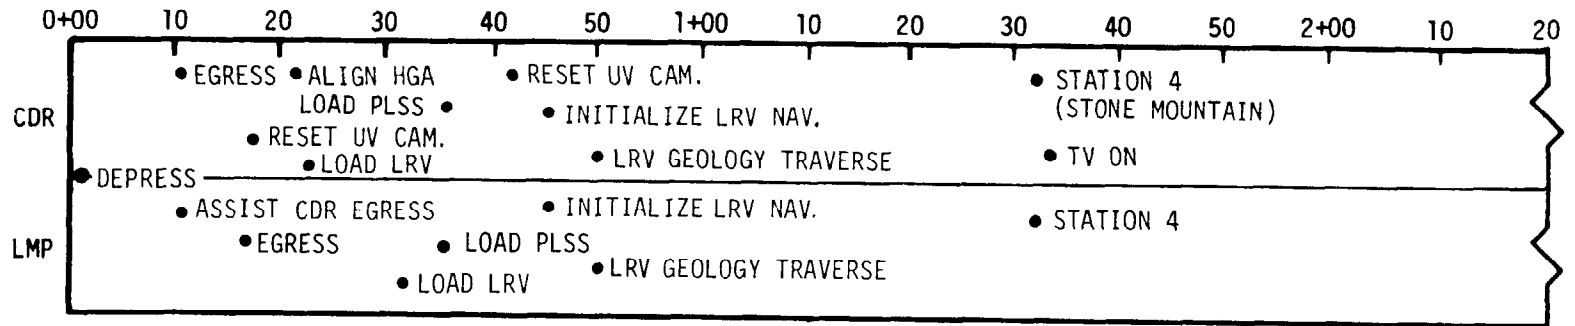 0+00 10 20 30 40 50 1+00 10 20 30 40 50 2+00 10 20
EGRESS ALIGN HGA RESET UV CAM. STATION 4
LOAD PLSS (STONE MOUNTAIN)
CDR INITIALIZE LRV NAV.
RESET UV CAM.
LOAD LRV LRV GEOLOGY TRAVERSE TV ON
DEPRESS
ASSIST CDR EGRESS INITIALIZE LRV NAV. STATION 4
LMP EGRESS LOAD PLSS
LRV GEOLOGY TRAVERSE
LOAD LRV